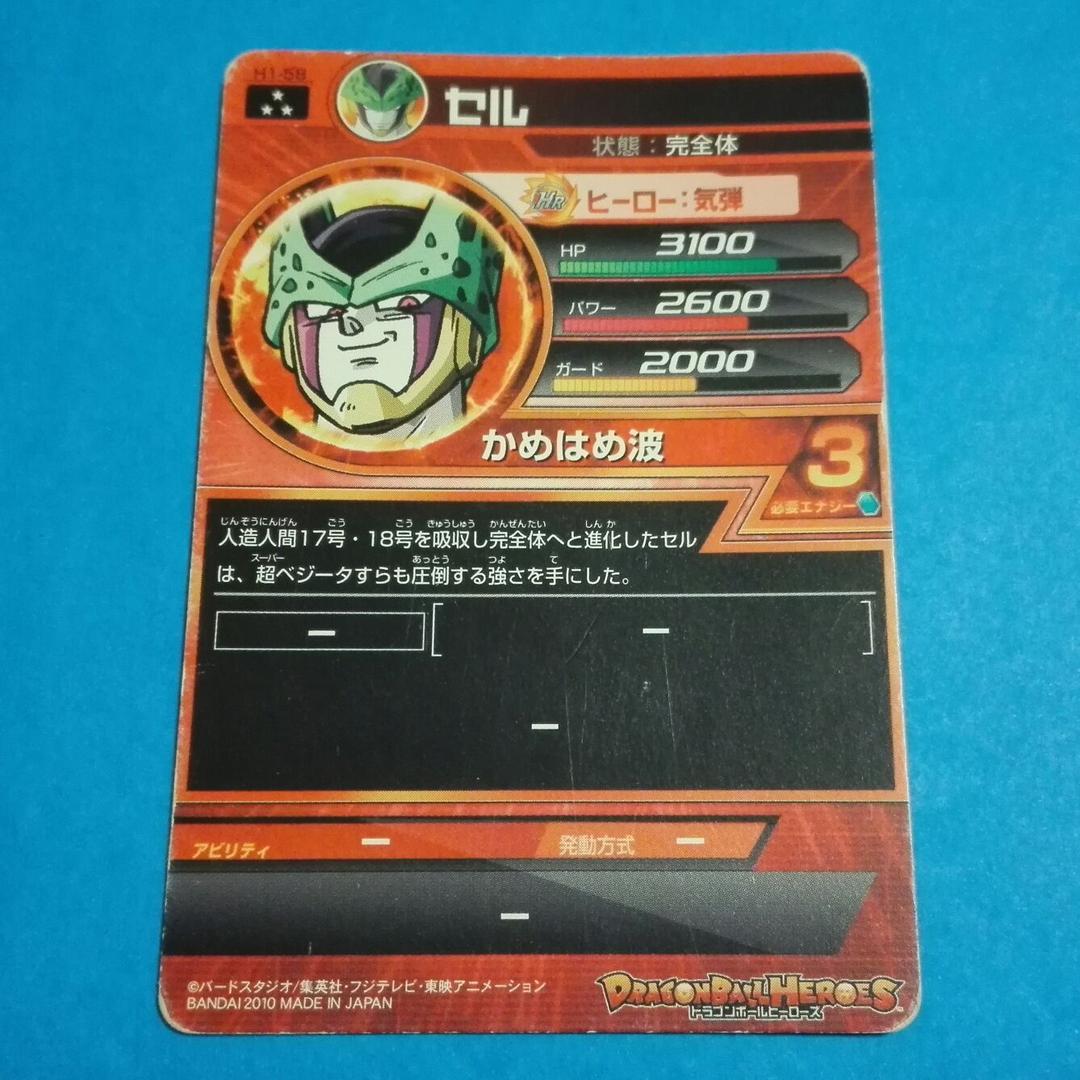 H1-58
セル
状態：完全体
HR ヒーロー：気弾
HP 3100
パワー 2600
ガード 2000
かめはめ波
3
必要エナジー
じんぞうにんげん ごう ごう きゅうしゅう かんぜんたい しんか
人造人間17号・18号を吸収し完全体へと進化したセル
スーパー あっとう つよ て
は、超ベジータすらも圧倒する強さを手にした。
ー ー
ー
アビリティ ー 発動方式 ー
ー
©バードスタジオ/集英社・フジテレビ・東映アニメーション
BANDAI 2010 MADE IN JAPAN
DRAGONBALL HEROES
ドラゴンボールヒーローズ